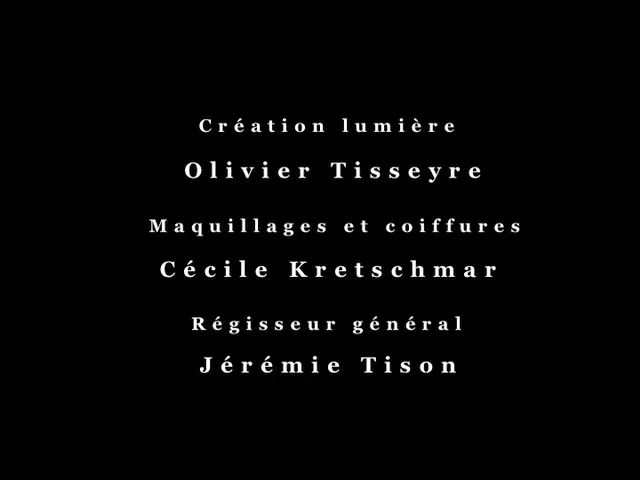 Création lumière
Olivier Tisseyre
Maquillages et coiffures
Cécile Kretschmar
Régisseur général
Jérémie Tison